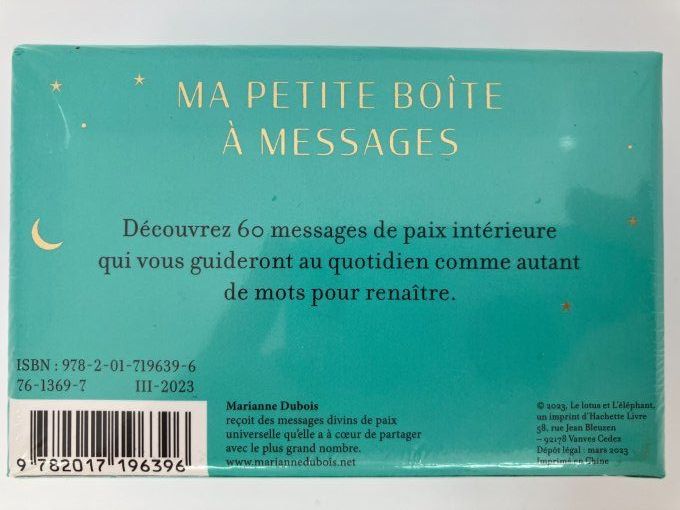 MA PETITE BOÎTE
À MESSAGES
Découvrez 60 messages de paix intérieure
qui vous guideront au quotidien comme autant
de mots pour renaître.
ISBN : 978-2-01-719639-6
76-1369-7 III-2023
9 782017 196396
Marianne Dubois
reçoit des messages divins de paix
universelle qu'elle a à cœur de partager
avec le plus grand nombre.
www.mariannedubois.net
© 2023, Le lotus et L'éléphant,
un imprint d'Hachette Livre
58, rue Jean Bleuzen
– 92178 Vanves Cedez
Dépôt légal : mars 2023
Imprimé en Chine